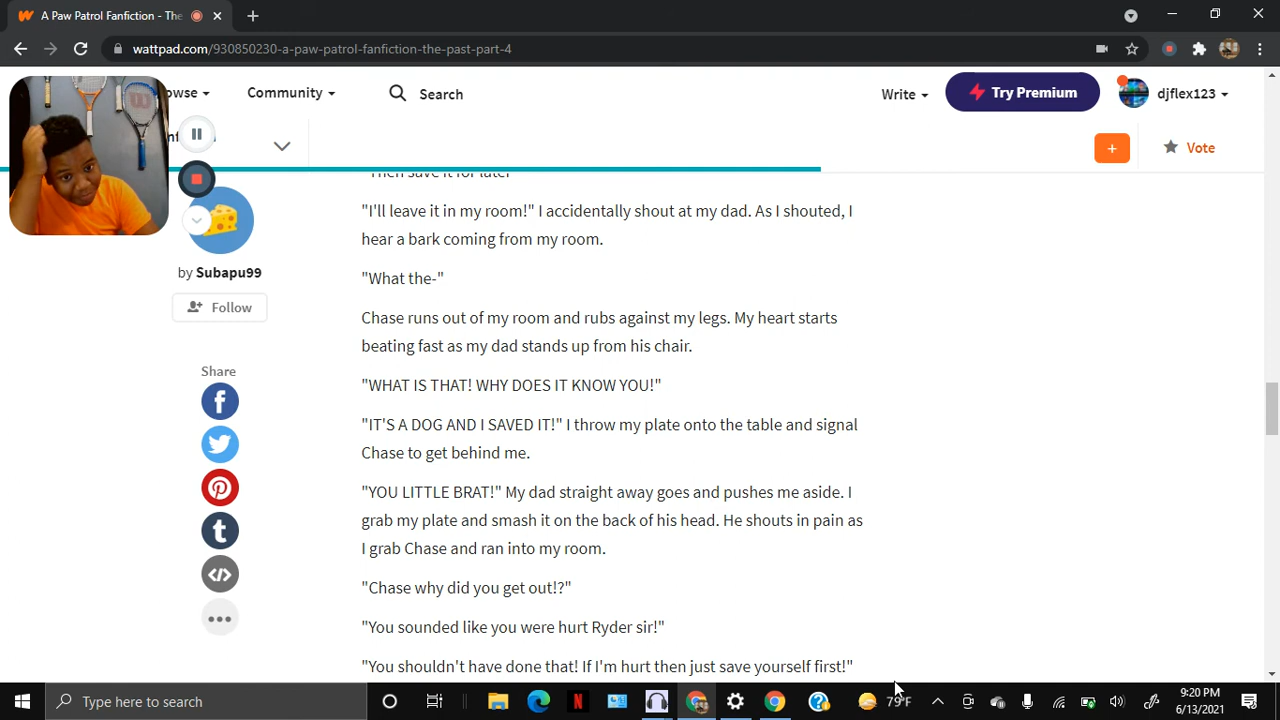 A Paw Patrol Fanfiction - The
wattpad.com/930850230-a-paw-patrol-fanfiction-the-past-part-4
owse
Community
Search
Write
Try Premium
djflex123
+
Vote
"Then save it for later"
"I'll leave it in my room!" I accidentally shout at my dad. As I shouted, I
hear a bark coming from my room.
by Subapu99
"What the-"
Follow
Chase runs out of my room and rubs against my legs. My heart starts
beating fast as my dad stands up from his chair.
Share
"WHAT IS THAT! WHY DOES IT KNOW YOU!"
"IT'S A DOG AND I SAVED IT!" I throw my plate onto the table and signal
Chase to get behind me.
"YOU LITTLE BRAT!" My dad straight away goes and pushes me aside. I
grab my plate and smash it on the back of his head. He shouts in pain as
I grab Chase and ran into my room.
"Chase why did you get out!?"
"You sounded like you were hurt Ryder sir!"
"You shouldn't have done that! If I'm hurt then just save yourself first!"
Type here to search
79°F
9:20 PM
6/13/2021